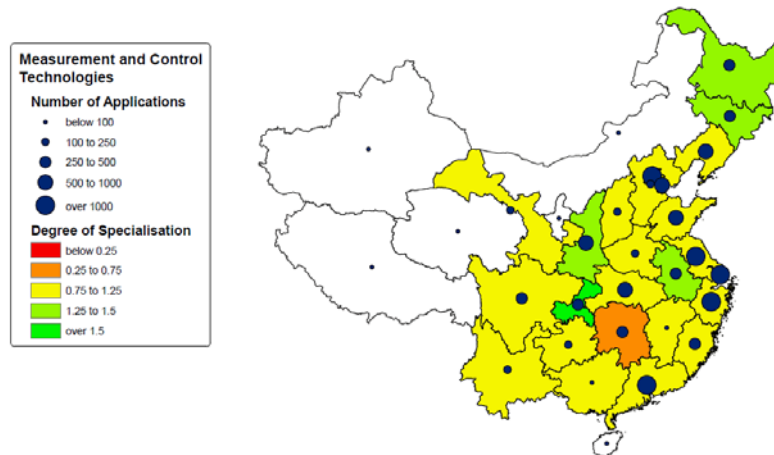 Measurement and Control
Technologies
Number of Applications
below 100
100 to 250
250 to 500
500 to 1000
over 1000
Degree of Specialisation
below 0.25
0.25 to 0.75
0.75 to 1.25
1.25 to 1.5
over 1.5